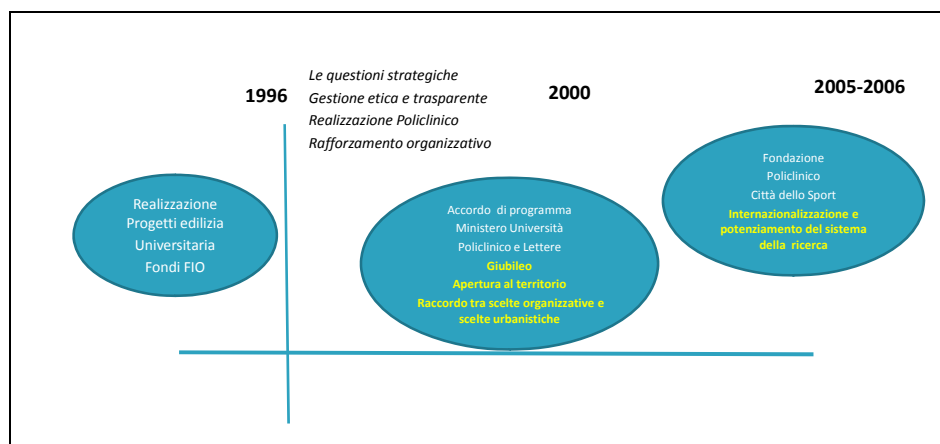 1996
Le questioni strategiche
Gestione etica e trasparente
Realizzazione Policlinico
Rafforzamento organizzativo
2000
2005-2006
Realizzazione
Progetti edilizia
Universitaria
Fondi FIO
Accordo di programma
Ministero Università
Policlinico e Lettere
Giubileo
Apertura al territorio
Raccordo tra scelte organizzative e
scelte urbanistiche
Fondazione
Policlinico
Città dello Sport
Internazionalizzazione e
potenziamento del sistema
della ricerca